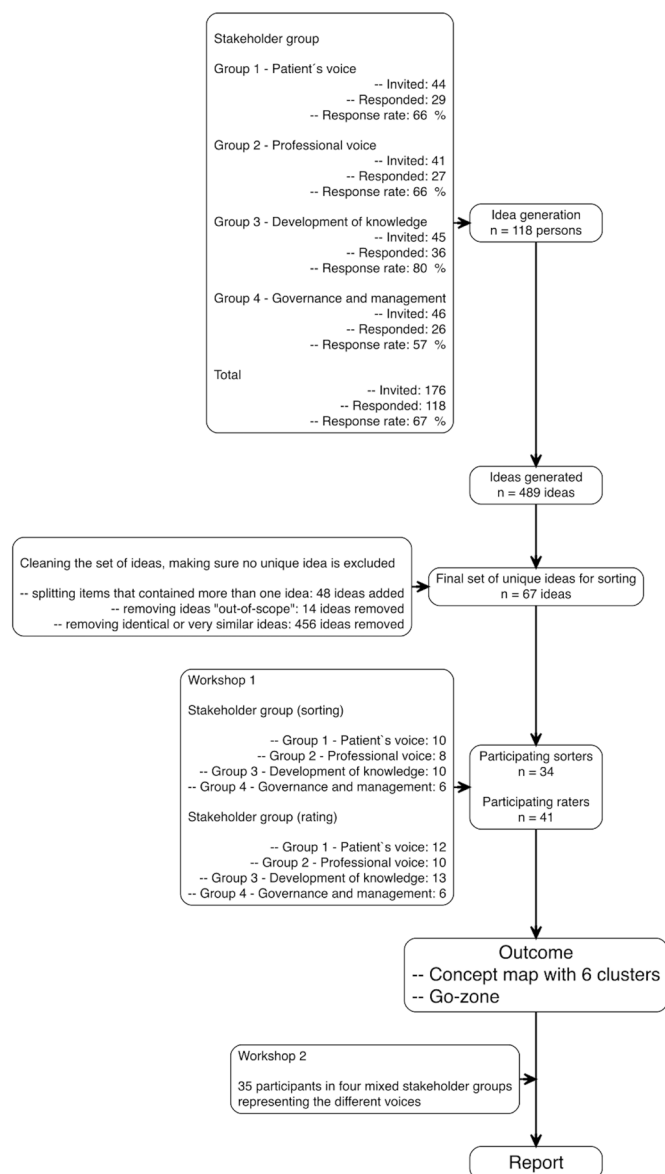 Stakeholder group
Group 1 - Patient´s voice
-- Invited: 44
-- Responded: 29
-- Response rate: 66 %
Group 2 - Professional voice
-- Invited: 41
-- Responded: 27
-- Response rate: 66 %
Group 3 - Development of knowledge
-- Invited: 45
-- Responded: 36
-- Response rate: 80 %
Group 4 - Governance and management
-- Invited: 46
-- Responded: 26
-- Response rate: 57 %
Total
-- Invited: 176
-- Responded: 118
-- Response rate: 67 %
Idea generation
n = 118 persons
Ideas generated
n = 489 ideas
Cleaning the set of ideas, making sure no unique idea is excluded
-- splitting items that contained more than one idea: 48 ideas added
-- removing ideas "out-of-scope": 14 ideas removed
-- removing identical or very similar ideas: 456 ideas removed
Final set of unique ideas for sorting
n = 67 ideas
Workshop 1
Stakeholder group (sorting)
-- Group 1 - Patient`s voice: 10
-- Group 2 - Professional voice: 8
-- Group 3 - Development of knowledge: 10
-- Group 4 - Governance and management: 6
Stakeholder group (rating)
-- Group 1 - Patient`s voice: 12
-- Group 2 - Professional voice: 10
-- Group 3 - Development of knowledge: 13
-- Group 4 - Governance and management: 6
Participating sorters
n = 34
Participating raters
n = 41
Outcome
-- Concept map with 6 clusters
-- Go-zone
Workshop 2
35 participants in four mixed stakeholder groups
representing the different voices
Report